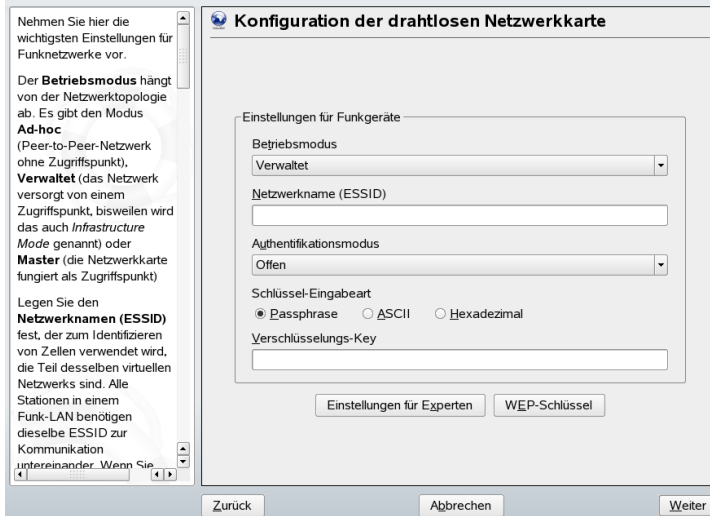 Nehmen Sie hier die
wichtigsten Einstellungen für
Funknetzwerke vor.
Der Betriebsmodus hängt
von der Netzwerktopologie
ab. Es gibt den Modus
Ad-hoc
(Peer-to-Peer-Netzwerk
ohne Zugriffspunkt),
Verwaltet (das Netzwerk
versorgt von einem
Zugriffspunkt, bisweilen wird
das auch Infrastructure
Mode genannt) oder
Master (die Netzwerkkarte
fungiert als Zugriffspunkt)
Legen Sie den
Netzwerknamen (ESSID)
fest, der zum Identifizieren
von Zellen verwendet wird,
die Teil desselben virtuellen
Netzwerks sind. Alle
Stationen in einem
Funk-LAN benötigen
dieselbe ESSID zur
Kommunikation
untereinander. Wenn Sie
Konfiguration der drahtlosen Netzwerkkarte
Einstellungen für Funkgeräte
Betriebsmodus
Verwaltet
Netzwerkname (ESSID)
Authentifikationsmodus
Offen
Schlüssel-Eingabeart
Passphrase ASCII Hexadezimal
Verschlüsselungs-Key
Einstellungen für Experten WEP-Schlüssel
Zurück Abbrechen Weiter